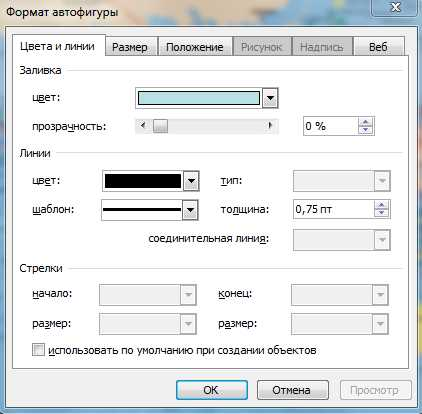 Формат автофигуры
Цвета и линии Размер Положение Рисунок Надпись Веб
Заливка
цвет:
прозрачность: 0 %
Линии
цвет: тип:
шаблон: толщина: 0,75 пт
соединительная линия:
Стрелки
начало: конец:
размер: размер:
использовать по умолчанию при создании объектов
ОК Отмена Просмотр